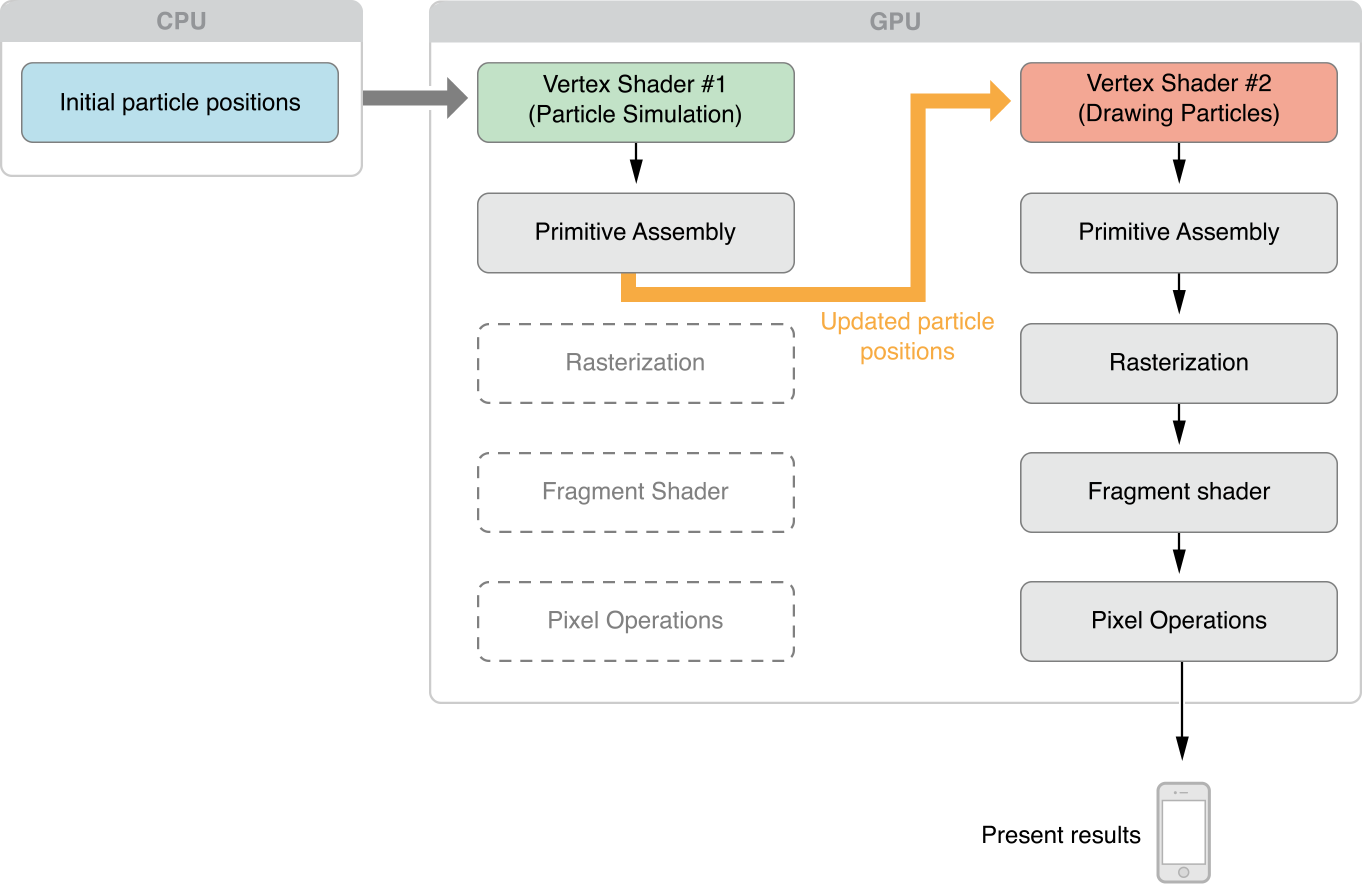 CPU
Initial particle positions
GPU
Vertex Shader #1
(Particle Simulation)
Primitive Assembly
Rasterization
Fragment Shader
Pixel Operations
Updated particle
positions
Vertex Shader #2
(Drawing Particles)
Primitive Assembly
Rasterization
Fragment shader
Pixel Operations
Present results